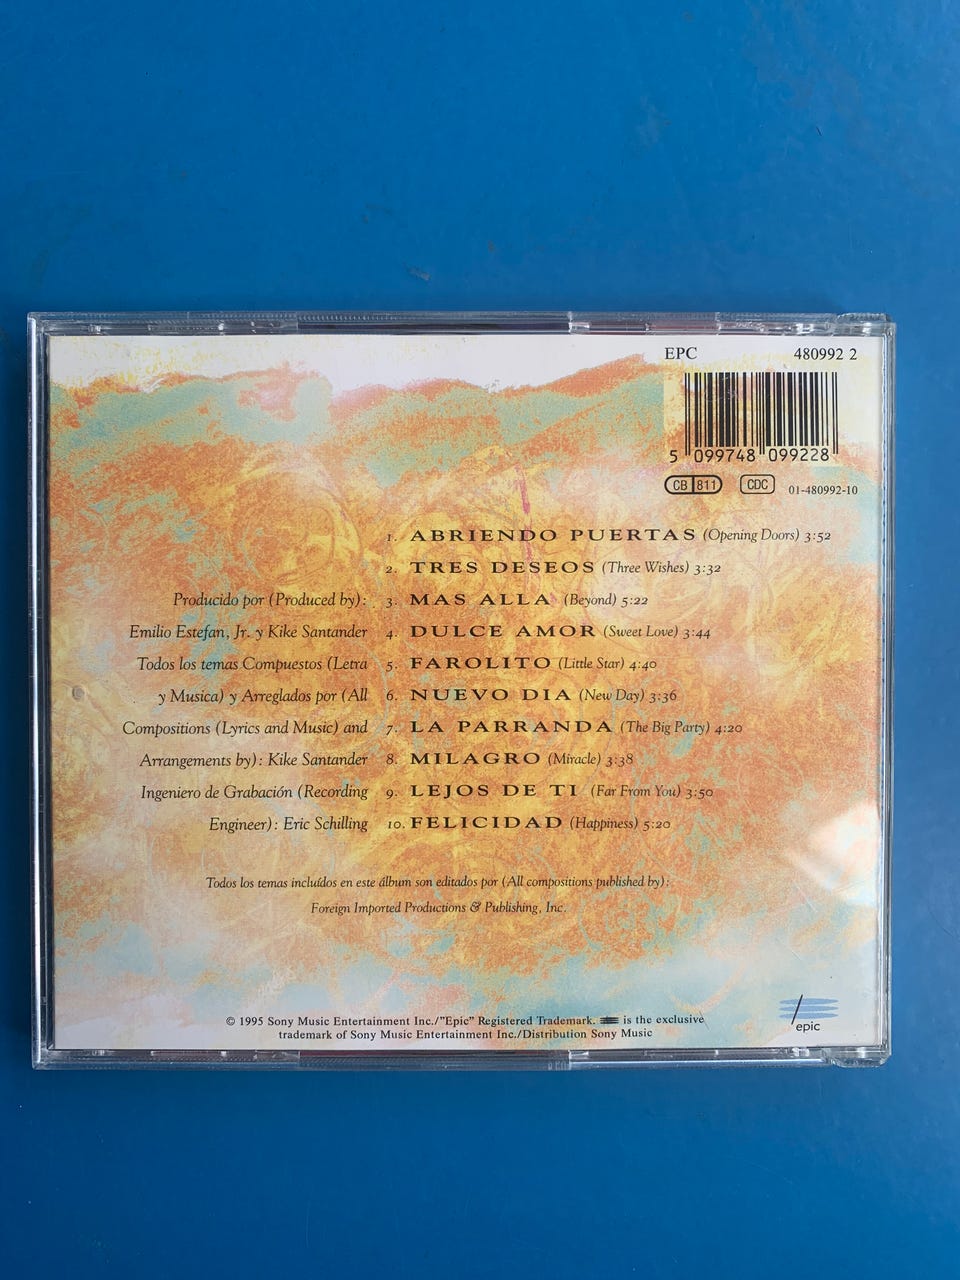 EPC 480992 2
5 099748 099228
CB 811 CDC 01-480992-10
1. ABRIENDO PUERTAS (Opening Doors) 3:52
2. TRES DESEOS (Three Wishes) 3:32
3. MAS ALLA (Beyond) 5:22
4. DULCE AMOR (Sweet Love) 3:44
5. FAROLITO (Little Star) 4:40
6. NUEVO DIA (New Day) 3:36
7. LA PARRANDA (The Big Party) 4:20
8. MILAGRO (Miracle) 3:38
9. LEJOS DE TI (Far From You) 3:50
10. FELICIDAD (Happiness) 5:20
Producido por (Produced by):
Emilio Estefan, Jr. y Kike Santander
Todos los temas Compuestos (Letra
y Musica) y Arreglados por (All
Compositions (Lyrics and Music) and
Arrangements by): Kike Santander
Ingeniero de Grabación (Recording
Engineer): Eric Schilling
Todos los temas incluídos en este álbum son editados por (All compositions published by):
Foreign Imported Productions & Publishing, Inc.
© 1995 Sony Music Entertainment Inc./"Epic" Registered Trademark. is the exclusive
trademark of Sony Music Entertainment Inc./Distribution Sony Music
epic